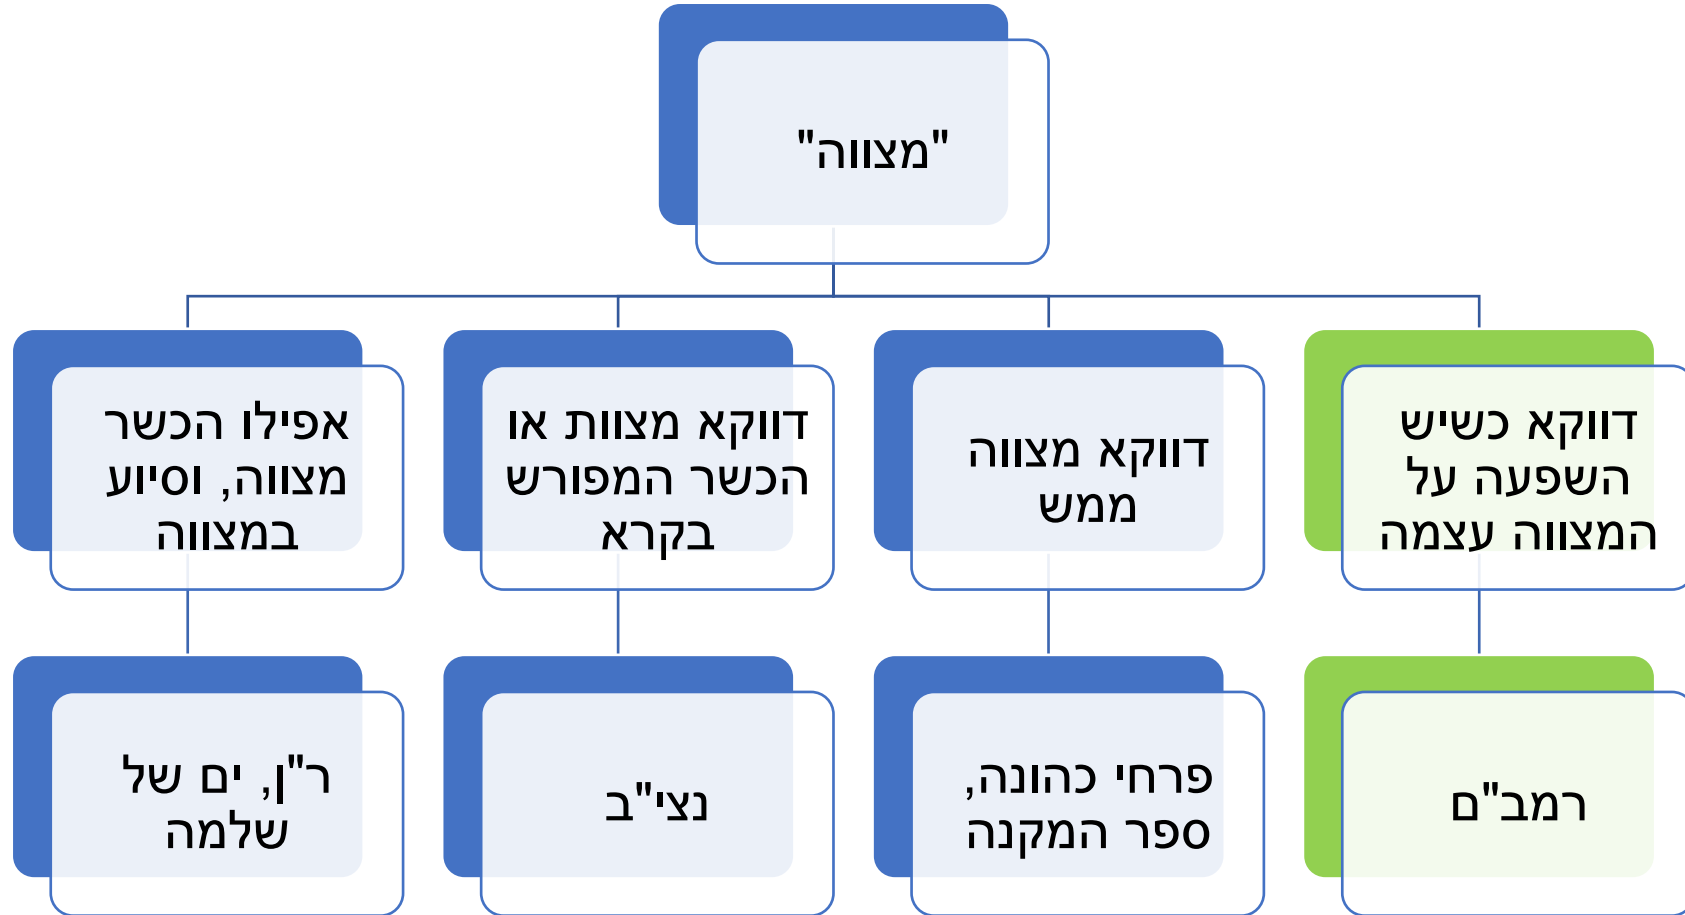 "מצווה"
דווקא כשיש
השפעה על
המצווה עצמה
דווקא מצווה
ממש
דווקא מצוות או
הכשר המפורש
בקרא
אפילו הכשר
מצווה, וסיוע
במצווה
רמב"ם
פרחי כהונה,
ספר המקנה
נצי"ב
ר"ן, ים של
שלמה